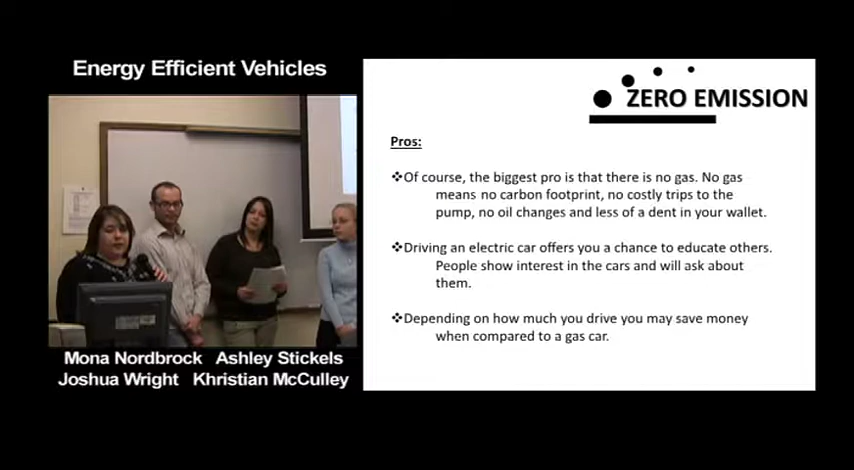 Energy Efficient Vehicles
Mona Nordbrock Ashley Stickels
Joshua Wright Khristian McCulley
ZERO EMISSION
Pros:
❖Of course, the biggest pro is that there is no gas. No gas
means no carbon footprint, no costly trips to the
pump, no oil changes and less of a dent in your wallet.
❖Driving an electric car offers you a chance to educate others.
People show interest in the cars and will ask about
them.
❖Depending on how much you drive you may save money
when compared to a gas car.